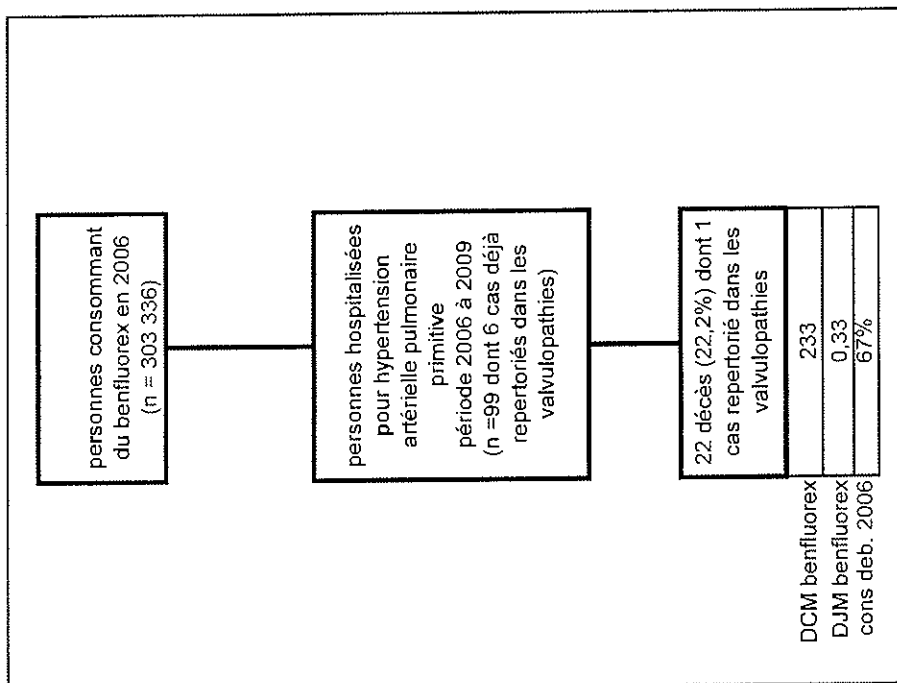 personnes consommant
du benfluorex en 2006
(n = 303 336)
personnes hospitalisées
pour hypertension
artérielle pulmonaire
primitive
période 2006 à 2009
(n =99 dont 6 cas déjà
repertoriés dans les
valvulopathies)
22 décès (22,2%) dont 1
cas repertorié dans les
valvulopathies
DCM benfluorex 233
DJM benfluorex 0,33
cons deb. 2006 67%